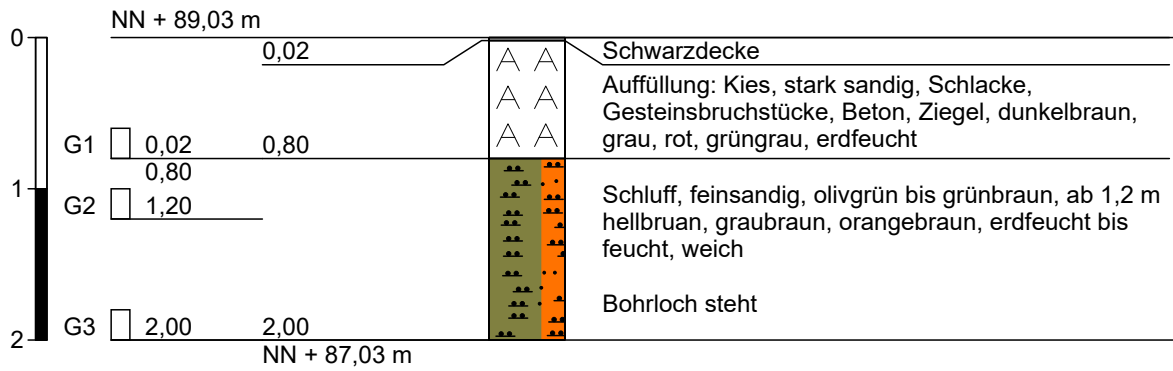 NN + 89,03 m
0
0,02 Schwarzdecke
Auffüllung: Kies, stark sandig, Schlacke,
Gesteinsbruchstücke, Beton, Ziegel, dunkelbraun,
grau, rot, grüngrau, erdfeucht
G1 0,02 0,80
0,80
1
Schluff, feinsandig, olivgrün bis grünbraun, ab 1,2 m
G2 1,20
hellbruan, graubraun, orangebraun, erdfeucht bis
feucht, weich
Bohrloch steht
G3 2,00 2,00
2
NN + 87,03 m